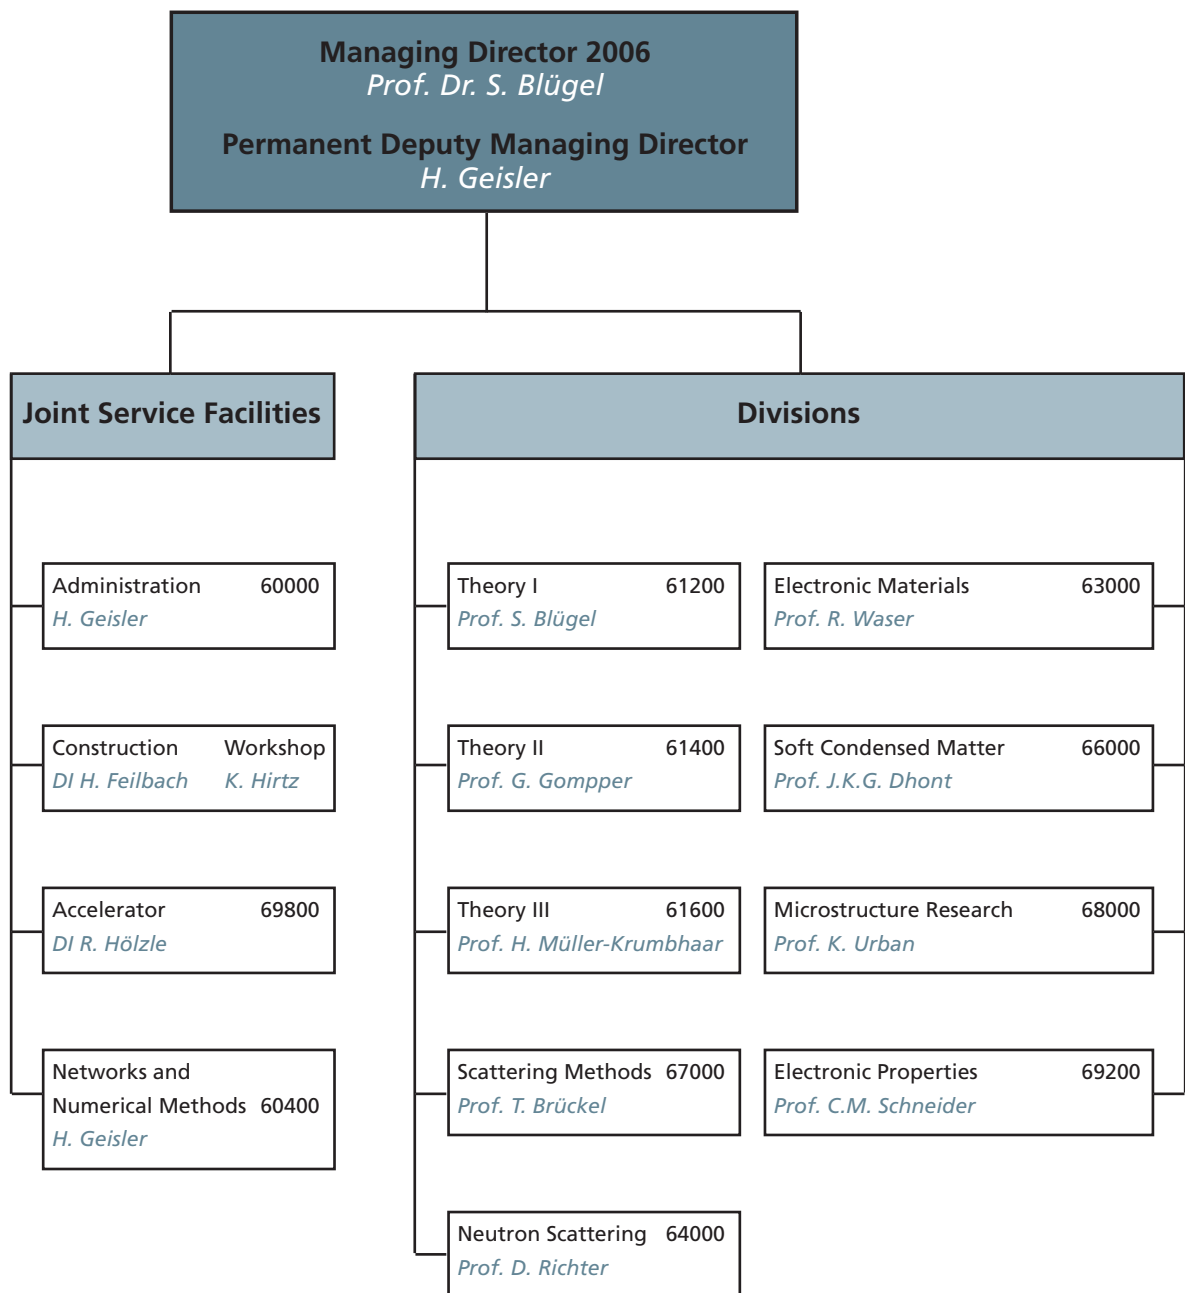 Managing Director 2006
Prof. Dr. S. Blügel
Permanent Deputy Managing Director
H. Geisler
Joint Service Facilities
Administration 60000
H. Geisler
Construction Workshop
DI H. Feilbach K. Hirtz
Accelerator 69800
DI R. Hölzle
Networks and
Numerical Methods 60400
H. Geisler
Divisions
Theory I 61200
Prof. S. Blügel
Theory II 61400
Prof. G. Gompper
Theory III 61600
Prof. H. Müller-Krumbhaar
Scattering Methods 67000
Prof. T. Brückel
Neutron Scattering 64000
Prof. D. Richter
Electronic Materials 63000
Prof. R. Waser
Soft Condensed Matter 66000
Prof. J.K.G. Dhont
Microstructure Research 68000
Prof. K. Urban
Electronic Properties 69200
Prof. C.M. Schneider